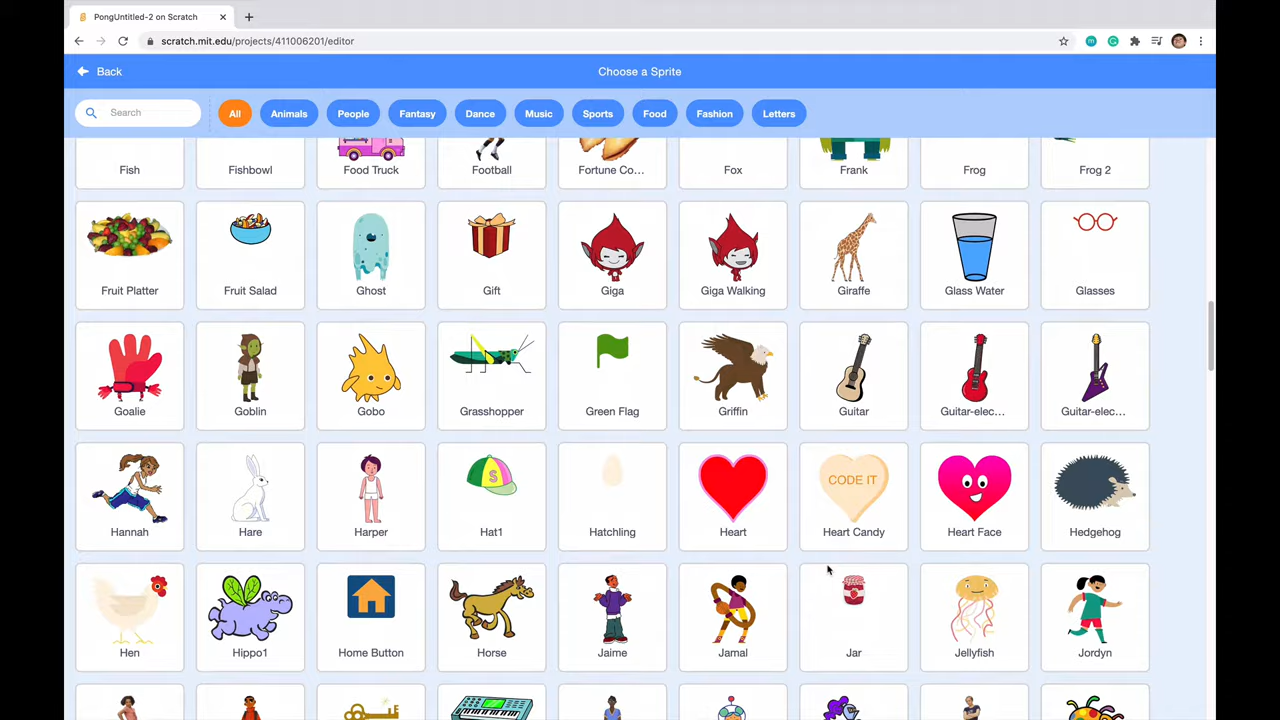 PongUntitled-2 on Scratch
scratch.mit.edu/projects/411006201/editor
Back
Choose a Sprite
Search
All
Animals
People
Fantasy
Dance
Music
Sports
Food
Fashion
Letters
Fish
Fishbowl
Food Truck
Football
Fortune Co...
Fox
Frank
Frog
Frog 2
Fruit Platter
Fruit Salad
Ghost
Gift
Giga
Giga Walking
Giraffe
Glass Water
Glasses
Goalie
Goblin
Gobo
Grasshopper
Green Flag
Griffin
Guitar
Guitar-elec...
Guitar-elec...
S
CODE IT
Hannah
Hare
Harper
Hat1
Hatchling
Heart
Heart Candy
Heart Face
Hedgehog
Hen
Hippo1
Home Button
Horse
Jaime
Jamal
Jar
Jellyfish
Jordyn